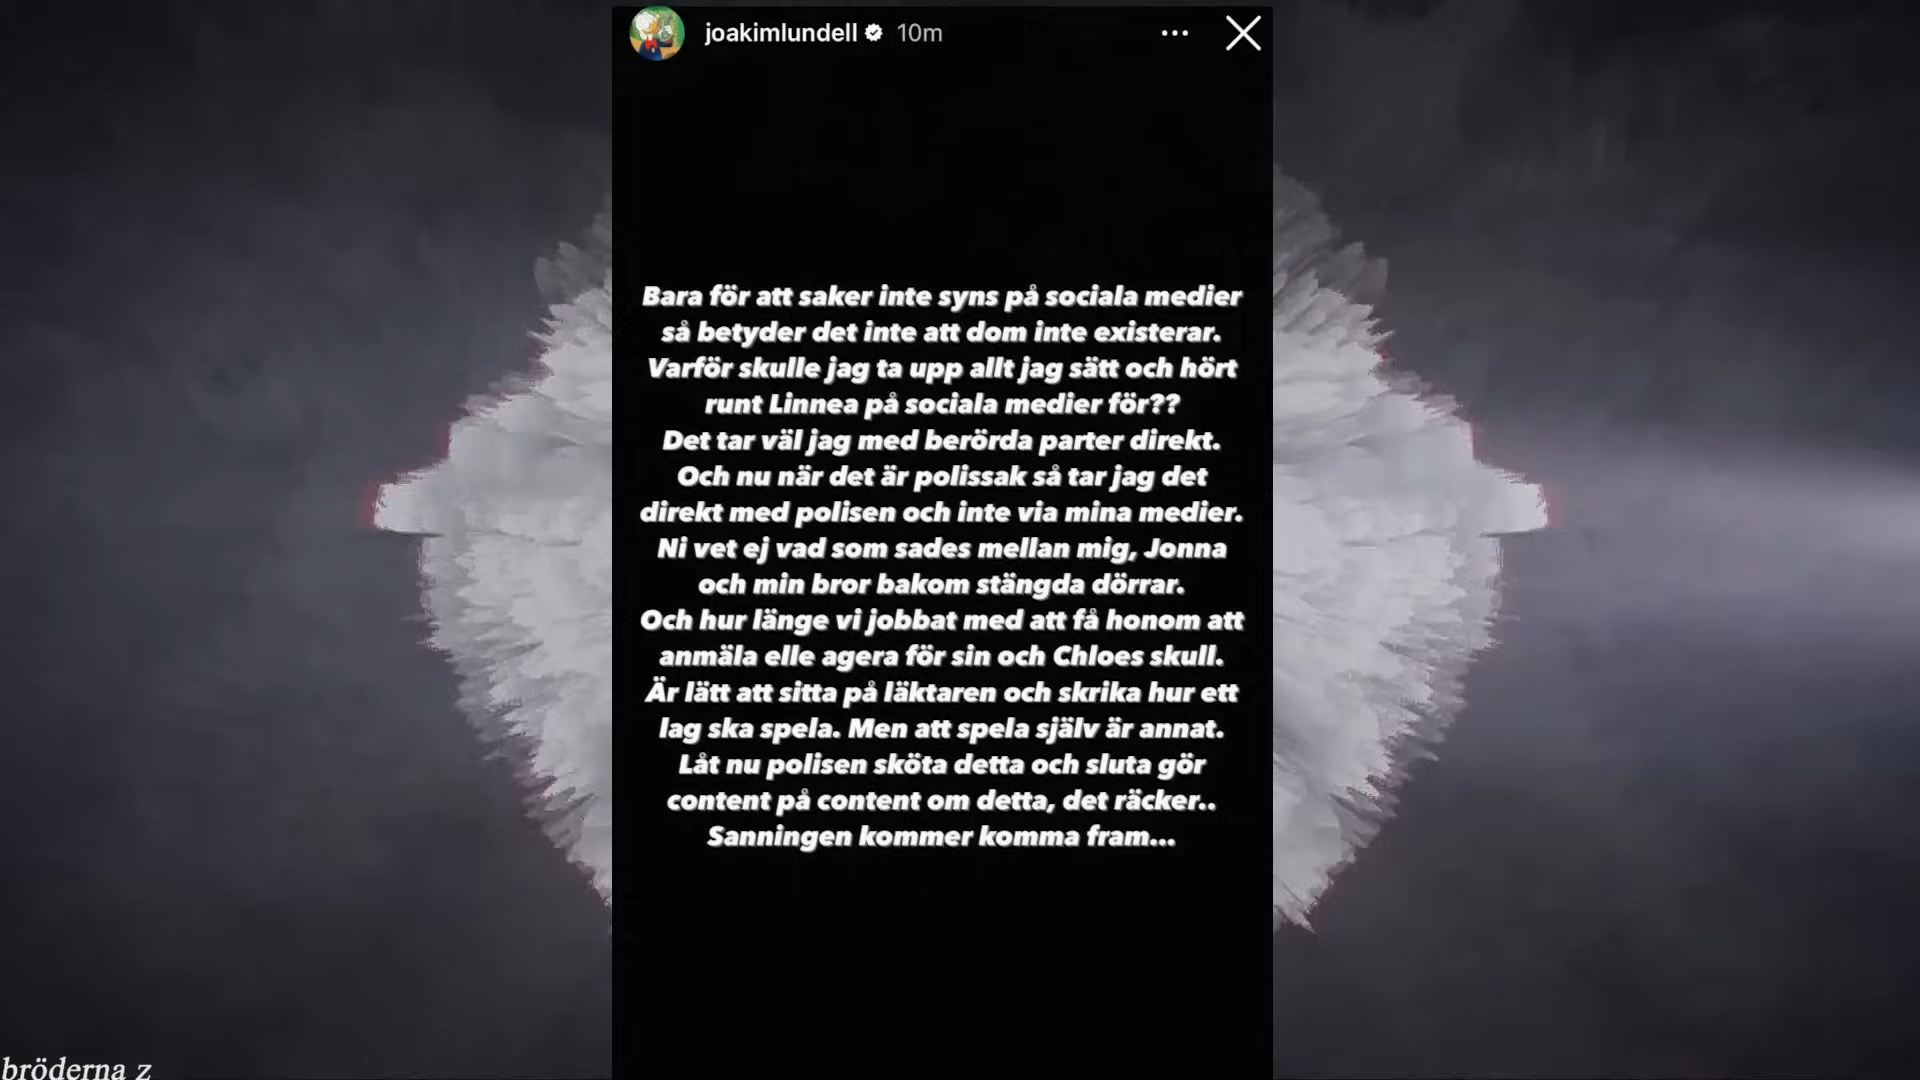 joakimlundell 10m
Bara för att saker inte syns på sociala medier
så betyder det inte att dom inte existerar.
Varför skulle jag ta upp allt jag sätt och hört
runt Linnea på sociala medier för??
Det tar väl jag med berörda parter direkt.
Och nu när det är polissak så tar jag det
direkt med polisen och inte via mina medier.
Ni vet ej vad som sades mellan mig, Jonna
och min bror bakom stängda dörrar.
Och hur länge vi jobbat med att få honom att
anmäla elle agera för sin och Chloes skull.
Är lätt att sitta på läktaren och skrika hur ett
lag ska spela. Men att spela själv är annat.
Låt nu polisen sköta detta och sluta gör
content på content om detta, det räcker..
Sanningen kommer komma fram...
bröderna z